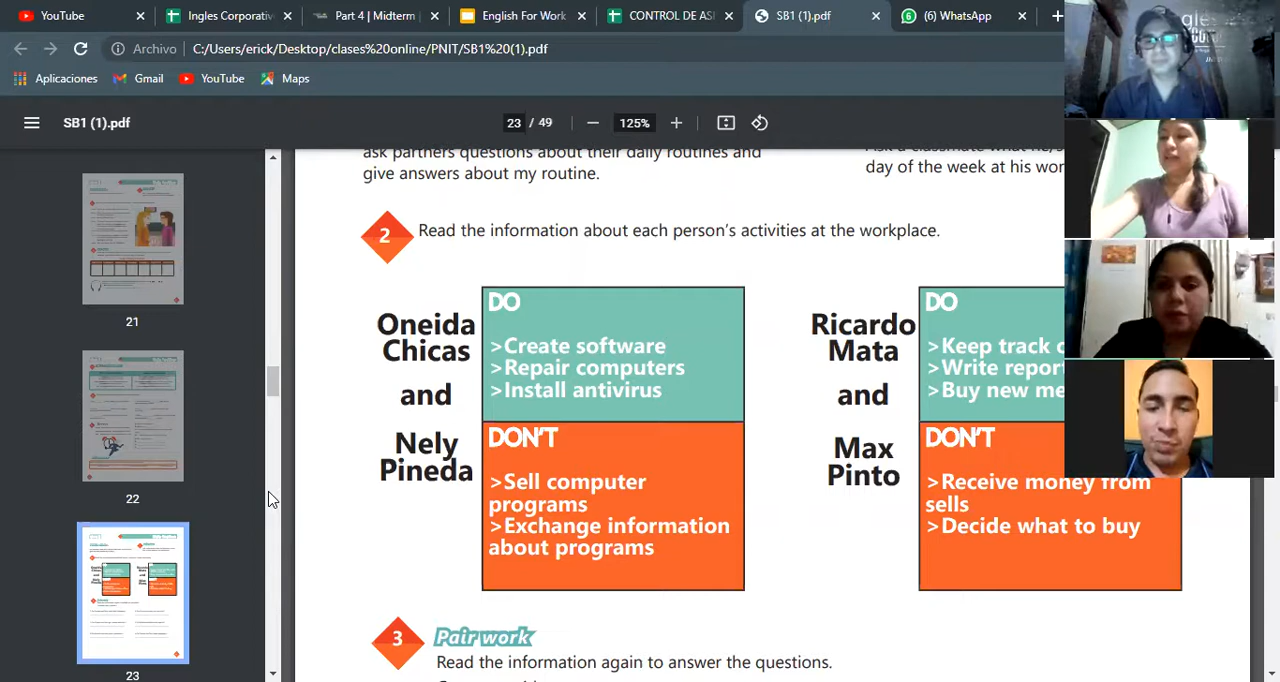 YouTube
Ingles Corporativ
Part 4 | Midterm
English For Work
CONTROL DE ASI
SB1 (1).pdf
(6) WhatsApp
Archivo
C:/Users/erick/Desktop/clases%20online/PNIT/SB1%20(1).pdf
Aplicaciones
Gmail
YouTube
Maps
SB1 (1).pdf
23 / 49
125%
21
22
23
ask partners questions about their daily routines and
give answers about my routine.
Ask a classmate what he/s
day of the week at his wor
2
Read the information about each person's activities at the workplace.
Oneida
Chicas
and
Nely
Pineda
DO
>Create software
>Repair computers
>Install antivirus
DON'T
>Sell computer
programs
>Exchange information
about programs
Ricardo
Mata
and
Max
Pinto
DO
>Keep track
>Write repor
>Buy new me
DON'T
>Receive money from
sells
>Decide what to buy
3
Pair work
Read the information again to answer the questions.